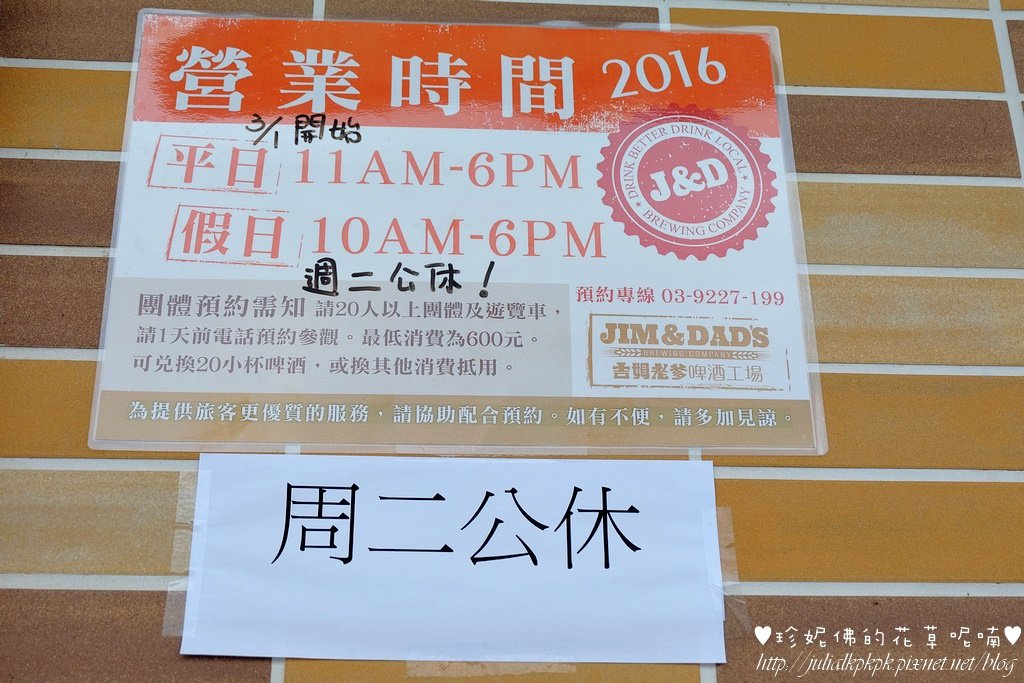 營業時間 2016
3/1 開始
平日 11AM-6PM
假日 10AM-6PM
週二公休！
DRINK BETTER DRINK LOCAL
J&D
BREWING COMPANY
團體預約需知 請20人以上團體及遊覽車，
請1天前電話預約參觀。最低消費為600元。
可兌換20小杯啤酒，或換其他消費抵用。
預約專線 03-9227-199
JIM&DAD'S
BREWING COMPANY
吉姆老爹啤酒工場
為提供旅客更優質的服務，請協助配合預約。如有不便，請多加見諒。
周二公休
♥珍妮佛的花草呢喃♥
http://julialkpkpk.pixnet.net/blog